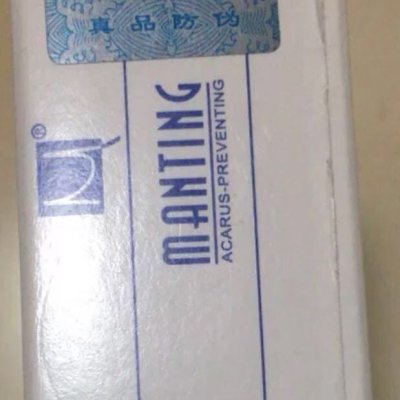 真品防伪
®
MANTING
ACARUS-PREVENTING